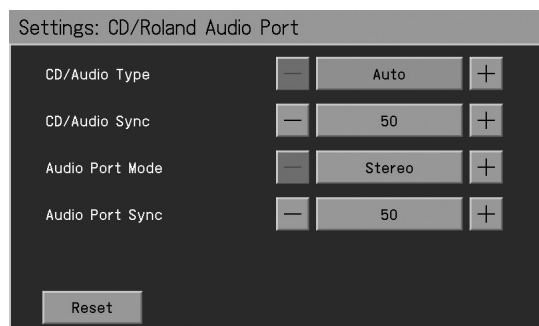 Settings: CD/Roland Audio Port
CD/Audio Type — Auto +
CD/Audio Sync — 50 +
Audio Port Mode — Stereo +
Audio Port Sync — 50 +
Reset